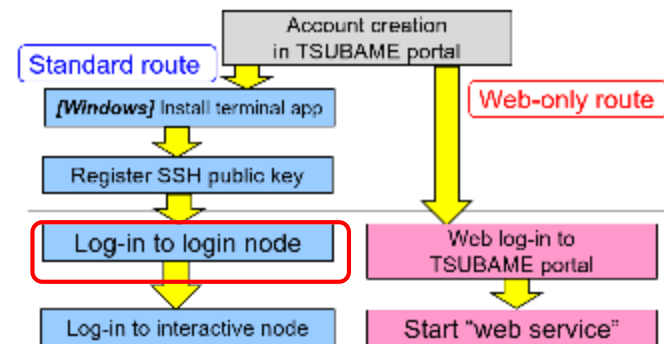 Account creation
in TSUBAME portal
Standard route
Web-only route
[Windows] Install terminal app
Register SSH public key
Log-in to login node
Web log-in to
TSUBAME portal
Log-in to interactive node
Start “web service”